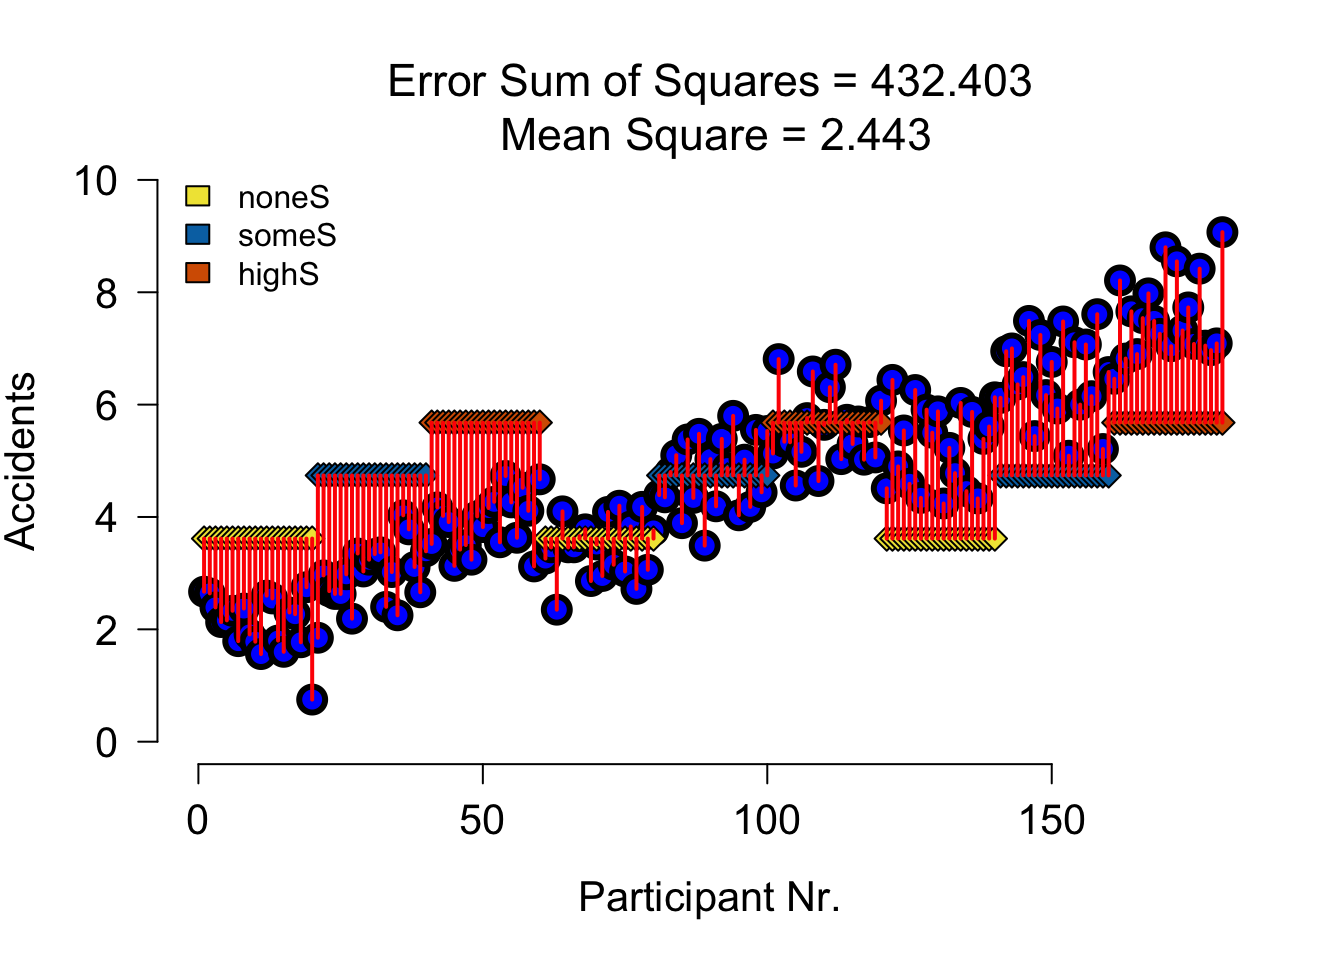 Error Sum of Squares = 432.403
Mean Square = 2.443
10
8
6
4
2
0
noneS
someS
highS
Accidents
0 50 100 150
Participant Nr.